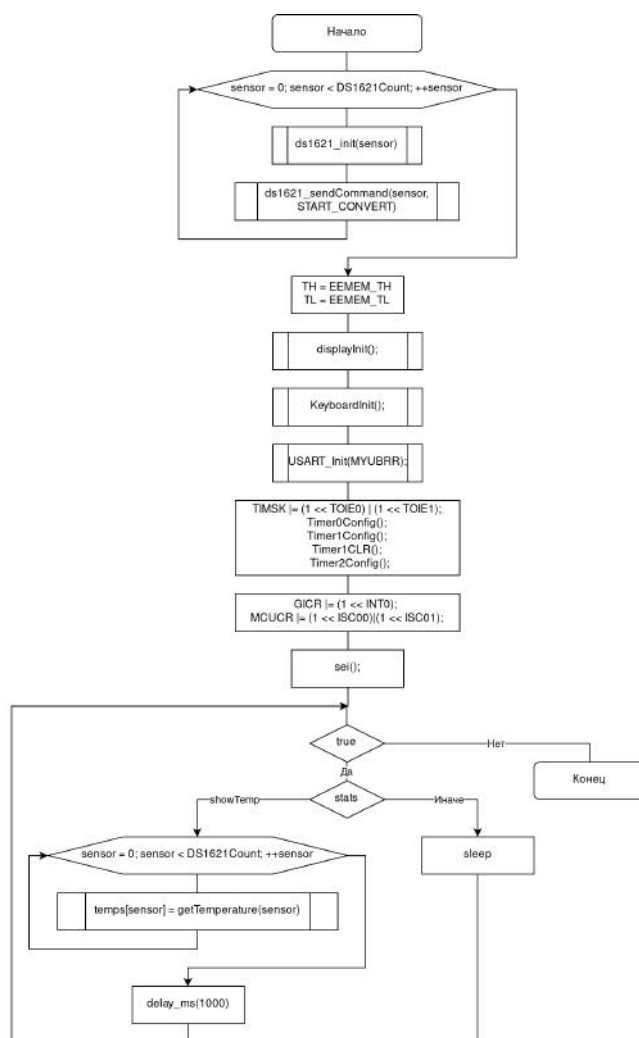 Начало
sensor = 0; sensor < DS1621Count; ++sensor
ds1621_init(sensor)
ds1621_sendCommand(sensor,
START_CONVERT)
TH = EEMEM_TH
TL = EEMEM_TL
displayInit();
KeyboardInit();
USART_Init(MYUBRR);
TIMSK |= (1 << TOIE0) | (1 << TOIE1);
Timer0Config();
Timer1Config();
Timer1CLR();
Timer2Config();
GICR |= (1 << INT0);
MCUCR |= (1 << ISC00)|(1 << ISC01);
sei();
true
Нет
Да
Конец
stats
showTemp
Иначе
sensor = 0; sensor < DS1621Count; ++sensor
sleep
temps[sensor] = getTemperature(sensor)
delay_ms(1000)